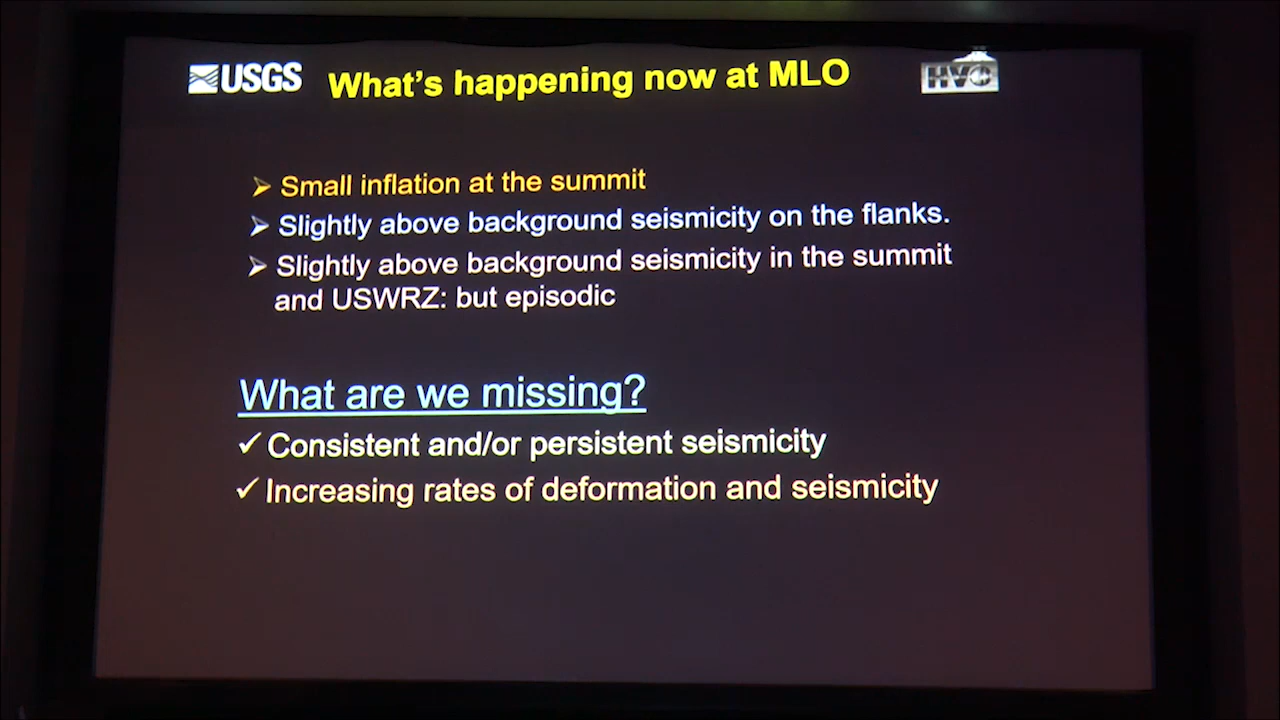 USGS
What's happening now at MLO
HVO
➢ Small inflation at the summit
➢ Slightly above background seismicity on the flanks.
➢ Slightly above background seismicity in the summit
and USWRZ: but episodic
What are we missing?
✓ Consistent and/or persistent seismicity
✓ Increasing rates of deformation and seismicity